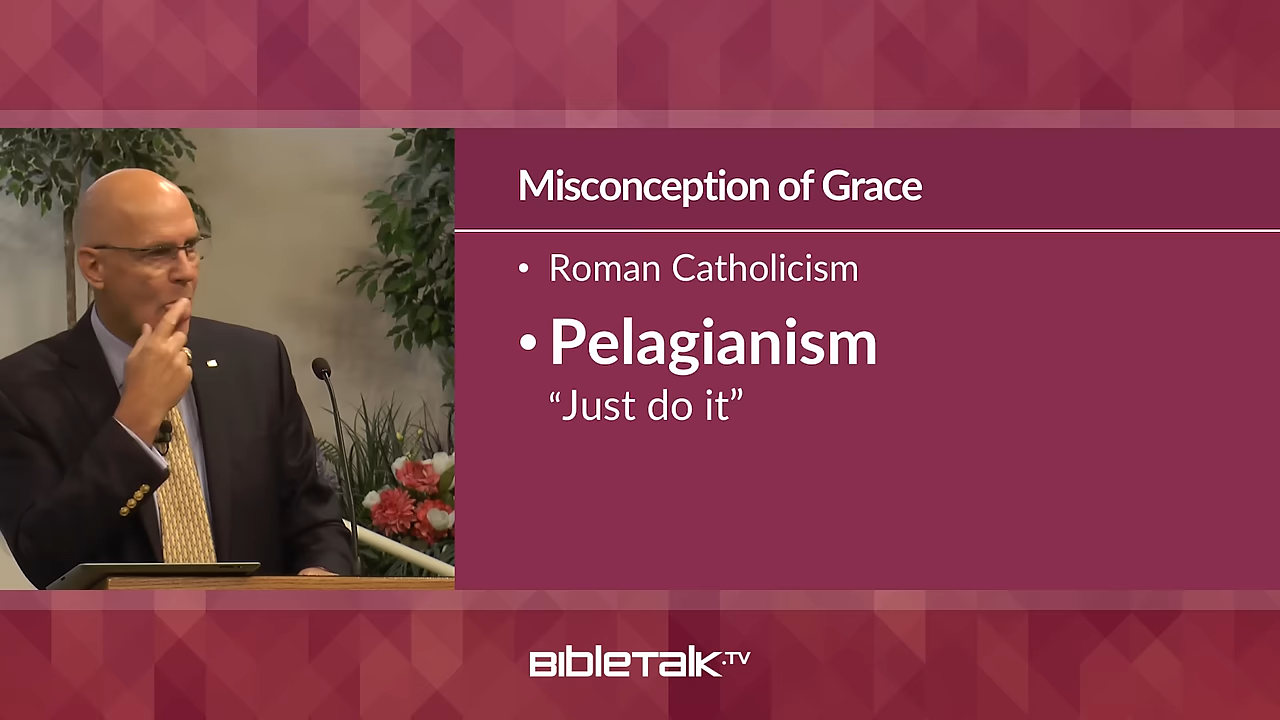 Misconception of Grace
• Roman Catholicism
• Pelagianism
“Just do it”
BIBLETALK.TV